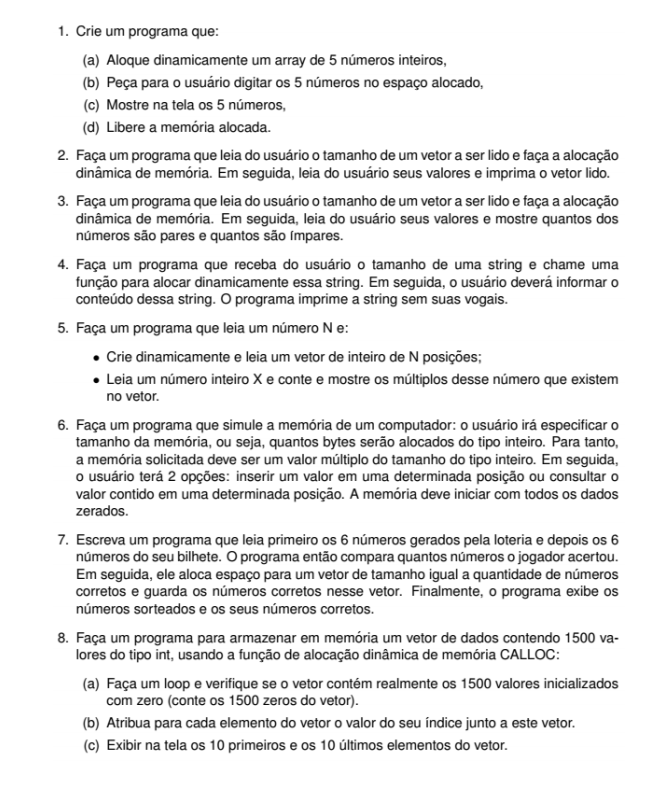 1. Crie um programa que:
(a) Aloque dinamicamente um array de 5 números inteiros,
(b) Peça para o usuário digitar os 5 números no espaço alocado,
(c) Mostre na tela os 5 números,
(d) Libere a memória alocada.
2. Faça um programa que leia do usuário o tamanho de um vetor a ser lido e faça a alocação
dinâmica de memória. Em seguida, leia do usuário seus valores e imprima o vetor lido.
3. Faça um programa que leia do usuário o tamanho de um vetor a ser lido e faça a alocação
dinâmica de memória. Em seguida, leia do usuário seus valores e mostre quantos dos
números são pares e quantos são ímpares.
4. Faça um programa que receba do usuário o tamanho de uma string e chame uma
função para alocar dinamicamente essa string. Em seguida, o usuário deverá informar o
conteúdo dessa string. O programa imprime a string sem suas vogais.
5. Faça um programa que leia um número N e:
• Crie dinamicamente e leia um vetor de inteiro de N posições;
• Leia um número inteiro X e conte e mostre os múltiplos desse número que existem
no vetor.
6. Faça um programa que simule a memória de um computador: o usuário irá especificar o
tamanho da memória, ou seja, quantos bytes serão alocados do tipo inteiro. Para tanto,
a memória solicitada deve ser um valor múltiplo do tamanho do tipo inteiro. Em seguida,
o usuário terá 2 opções: inserir um valor em uma determinada posição ou consultar o
valor contido em uma determinada posição. A memória deve iniciar com todos os dados
zerados.
7. Escreva um programa que leia primeiro os 6 números gerados pela loteria e depois os 6
números do seu bilhete. O programa então compara quantos números o jogador acertou.
Em seguida, ele aloca espaço para um vetor de tamanho igual a quantidade de números
corretos e guarda os números corretos nesse vetor. Finalmente, o programa exibe os
números sorteados e os seus números corretos.
8. Faça um programa para armazenar em memória um vetor de dados contendo 1500 va-
lores do tipo int, usando a função de alocação dinâmica de memória CALLOC:
(a) Faça um loop e verifique se o vetor contém realmente os 1500 valores inicializados
com zero (conte os 1500 zeros do vetor).
(b) Atribua para cada elemento do vetor o valor do seu índice junto a este vetor.
(c) Exibir na tela os 10 primeiros e os 10 últimos elementos do vetor.